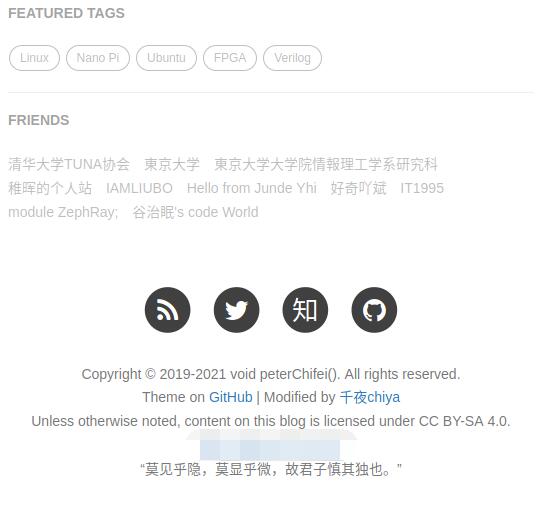 FEATURED TAGS
Linux Nano Pi Ubuntu FPGA Verilog
FRIENDS
清华大学TUNA协会 東京大学 東京大学大学院情報理工学系研究科
稚晖的个人站 IAMLIUBO Hello from Junde Yhi 好奇吖斌 IT1995
module ZephRay; 谷治眠's code World
知
Copyright © 2019-2021 void peterChifei(). All rights reserved.
Theme on GitHub | Modified by 千夜chiya
Unless otherwise noted, content on this blog is licensed under CC BY-SA 4.0.
“莫见乎隐，莫显乎微，故君子慎其独也。”